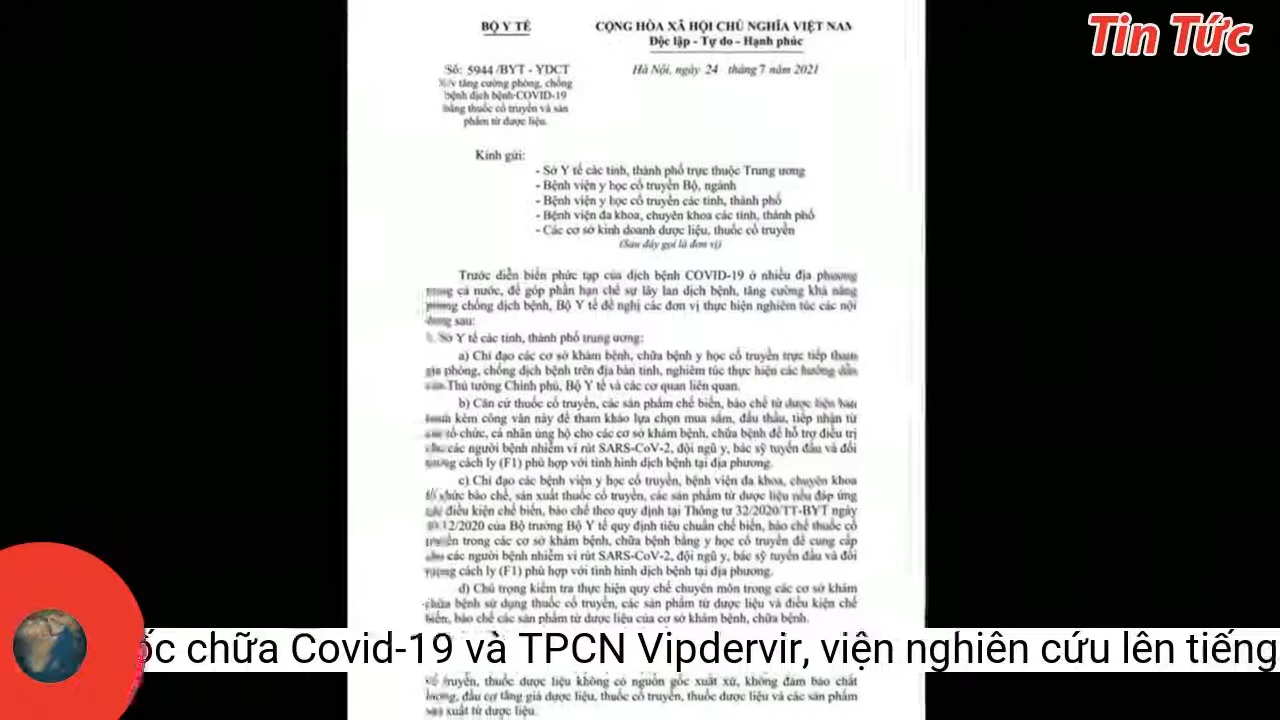 Tin Tức
BỘ Y TẾ
CỘNG HÒA XÃ HỘI CHỦ NGHĨA VIỆT NAM
Độc lập - Tự do - Hạnh phúc
Số: 5944 /BYT - YDCT
Hà Nội, ngày 24 tháng 7 năm 2021
V/v tăng cường phòng, chống
bệnh dịch bệnh COVID-19
bằng thuốc cổ truyền và sản
phẩm từ dược liệu.
Kính gửi:
- Sở Y tế các tỉnh, thành phố trực thuộc Trung ương
- Bệnh viện y học cổ truyền Bộ, ngành
- Bệnh viện y học cổ truyền các tỉnh, thành phố
- Bệnh viện đa khoa, chuyên khoa các tỉnh, thành phố
- Các cơ sở kinh doanh dược liệu, thuốc cổ truyền
(Sau đây gọi là đơn vị)
Trước diễn biến phức tạp của dịch bệnh COVID-19 ở nhiều địa phương
trong cả nước, để góp phần hạn chế sự lây lan dịch bệnh, tăng cường khả năng
phòng chống dịch bệnh, Bộ Y tế đề nghị các đơn vị thực hiện nghiêm túc các nội
dung sau:
Sở Y tế các tỉnh, thành phố trung ương:
a) Chỉ đạo các cơ sở khám bệnh, chữa bệnh y học cổ truyền trực tiếp tham
gia phòng, chống dịch bệnh trên địa bàn tỉnh, nghiêm túc thực hiện các hướng dẫn
của Thủ tướng Chính phủ, Bộ Y tế và các cơ quan liên quan.
b) Căn cứ thuốc cổ truyền, các sản phẩm chế biến, bào chế từ dược liệu ban
hành kèm công văn này để tham khảo lựa chọn mua sắm, đấu thầu, tiếp nhận từ
các tổ chức, cá nhân ủng hộ cho các cơ sở khám bệnh, chữa bệnh để hỗ trợ điều trị
cho các người bệnh nhiễm vi rút SARS-CoV-2, đội ngũ y, bác sỹ tuyến đầu và đối
tượng cách ly (F1) phù hợp với tình hình dịch bệnh tại địa phương.
c) Chỉ đạo các bệnh viện y học cổ truyền, bệnh viện đa khoa, chuyên khoa
tổ chức bào chế, sản xuất thuốc cổ truyền, các sản phẩm từ dược liệu nếu đáp ứng
các điều kiện chế biến, bào chế theo quy định tại Thông tư 32/2020/TT-BYT ngày
/12/2020 của Bộ trưởng Bộ Y tế quy định tiêu chuẩn chế biến, bào chế thuốc cổ
truyền trong các cơ sở khám bệnh, chữa bệnh bằng y học cổ truyền để cung cấp
cho các người bệnh nhiễm vi rút SARS-CoV-2, đội ngũ y, bác sỹ tuyến đầu và đối
tượng cách ly (F1) phù hợp với tình hình dịch bệnh tại địa phương.
d) Chú trọng kiểm tra thực hiện quy chế chuyên môn trong các cơ sở khám
chữa bệnh sử dụng thuốc cổ truyền, các sản phẩm từ dược liệu và điều kiện chế
biến, bào chế các sản phẩm từ dược liệu của cơ sở khám bệnh, chữa bệnh.
ốc chữa Covid-19 và TPCN Vipdervir, viện nghiên cứu lên tiếng
cổ truyền, thuốc dược liệu không có nguồn gốc xuất xứ, không đảm bảo chất
lượng, đầu cơ tăng giá dược liệu, thuốc cổ truyền, thuốc dược liệu và các sản phẩm
sản xuất từ dược liệu.